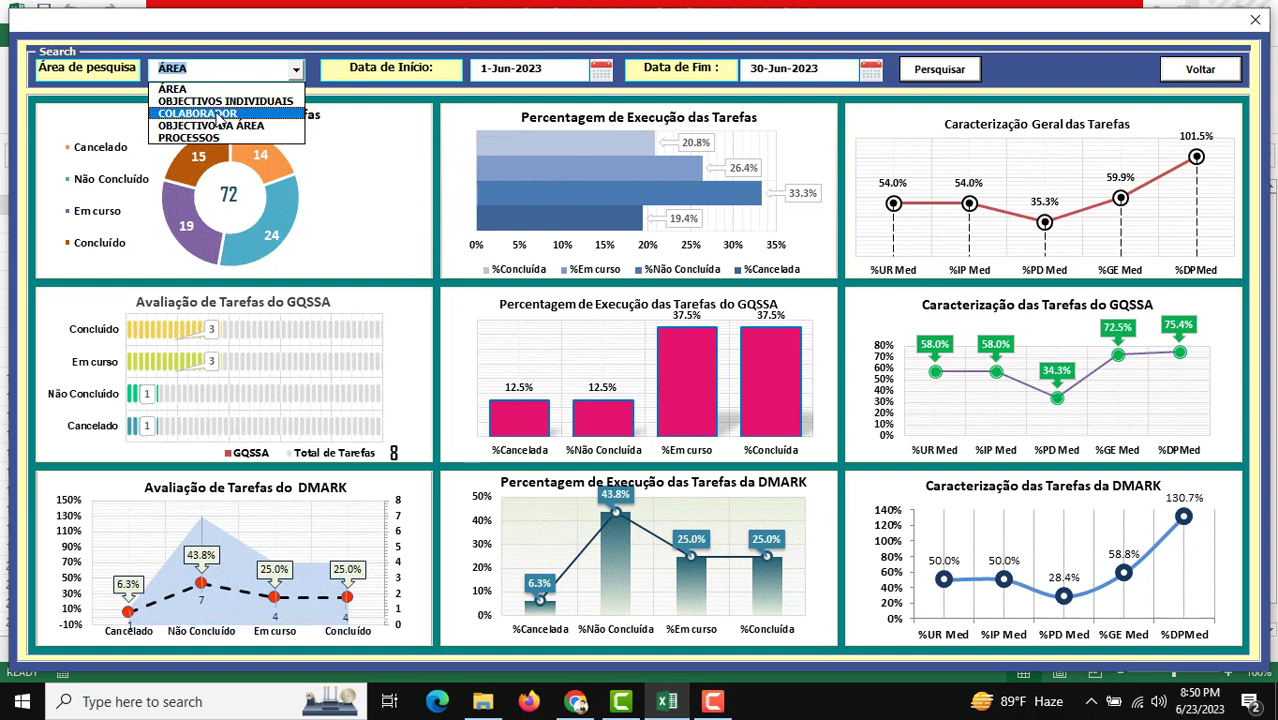 Search
Área de pesquisa
ÁREA
Data de Início:
1-Jun-2023
Data de Fim :
30-Jun-2023
Persquisar
Voltar
ÁREA
OBJECTIVOS INDIVIDUAIS
COLABORADOR
OBJECTIVO DA ÁREA
PROCESSOS
Cancelado
Não Concluído
Em curso
Concluído
15
14
72
19
24
Percentagem de Execução das Tarefas
20.8%
26.4%
33.3%
19.4%
0% 5% 10% 15% 20% 25% 30% 35%
%Concluída %Em curso %Não Concluída %Cancelada
Caracterização Geral das Tarefas
54.0% 54.0% 35.3% 59.9% 101.5%
%UR Med %IP Med %PD Med %GE Med %DPMed
Avaliação de Tarefas do GQSSA
Concluído 3
Em curso 3
Não Concluído 1
Cancelado 1
GQSSA Total de Tarefas 8
Percentagem de Execução das Tarefas do GQSSA
12.5% 12.5% 37.5% 37.5%
%Cancelada %Não Concluída %Em curso %Concluída
Caracterização das Tarefas do GQSSA
80%
70%
60%
50%
40%
30%
20%
10%
0%
58.0% 58.0% 34.3% 72.5% 75.4%
%UR Med %IP Med %PD Med %GE Med %DPMed
Avaliação de Tarefas do DMARK
150%
130%
110%
90%
70%
50%
30%
10%
-10%
6.3% 43.8% 25.0% 25.0%
1 7 4 4
8
7
6
5
4
3
2
1
0
Cancelado Não Concluído Em curso Concluído
Percentagem de Execução das Tarefas da DMARK
50%
40%
30%
20%
10%
0%
6.3% 43.8% 25.0% 25.0%
%Cancelada %Não Concluída %Em curso %Concluída
Caracterização das Tarefas da DMARK
140%
120%
100%
80%
60%
40%
20%
0%
50.0% 50.0% 28.4% 58.8% 130.7%
%UR Med %IP Med %PD Med %GE Med %DPMed
READY
100%
Type here to search
89°F Haze
8:50 PM
6/23/2023
2